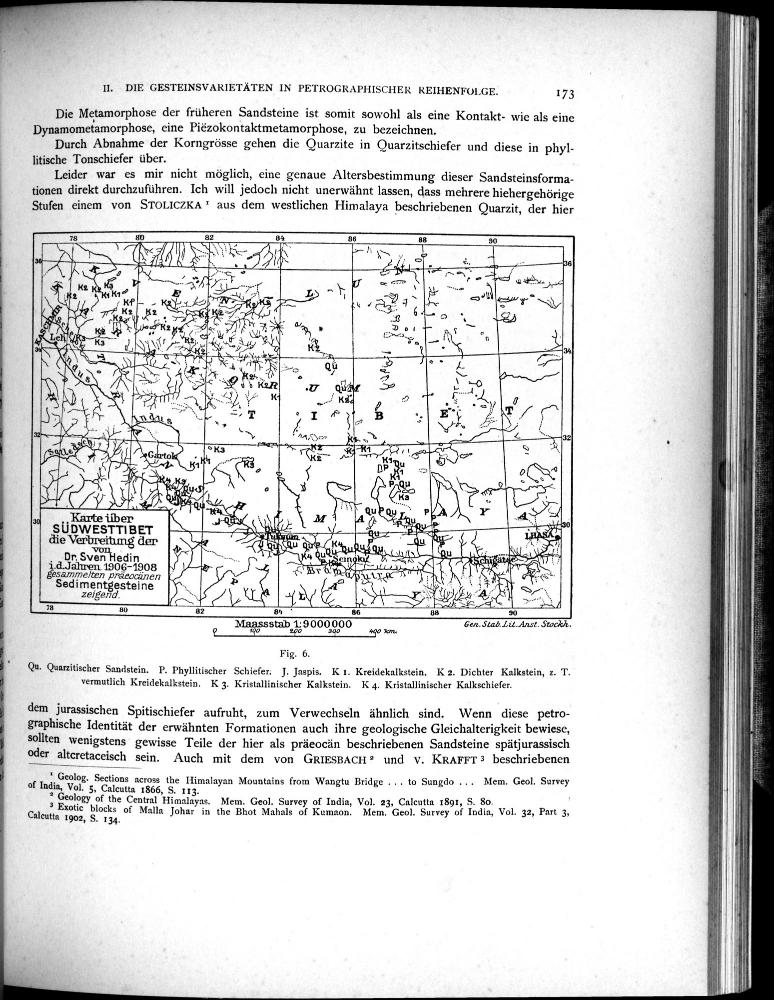 II. DIE GESTEINSVARIETÄTEN IN PETROGRAPHISCHER REIHENFOLGE. 173
Die Metamorphose der früheren Sandsteine ist somit sowohl als eine Kontakt- wie als eine
Dynamometamorphose, eine Piëzokontaktmetamorphose, zu bezeichnen.
Durch Abnahme der Korngrösse gehen die Quarzite in Quarzitschiefer und diese in phyl-
litische Tonschiefer über.
Leider war es mir nicht möglich, eine genaue Altersbestimmung dieser Sandsteinsforma-
tionen direkt durchzuführen. Ich will jedoch nicht unerwähnt lassen, dass mehrere hiehergehörige
Stufen einem von STOLICZKA ¹ aus dem westlichen Himalaya beschriebenen Quarzit, der hier
78 80 82 84 86 88 90
36 36
34 34
32 32
30 30
KASCHMIR
Leh
Indus
Indus
Satledsch
Gartok
T I B E T
H I M A L A Y A
N E P A L
Tuksum
Bramaputra
Schigatse
LHASA
Karte über
SÜDWESTTIBET
die Verbreitung der
von
Dr. Sven Hedin
i.d. Jahren 1906-1908
gesammelten præocänen
Sedimentgesteine
zeigend.
78 80 82 84 86 88 90
Maassstab 1:9000000
0 100 200 300 400 km.
Gen. Stab. Lit. Anst. Stockh.
Fig. 6.
Qu. Quarzitischer Sandstein. P. Phyllitischer Schiefer. J. Jaspis. K 1. Kreidekalkstein. K 2. Dichter Kalkstein, z. T.
vermutlich Kreidekalkstein. K 3. Kristallinischer Kalkstein. K 4. Kristallinischer Kalkschiefer.
dem jurassischen Spitischiefer aufruht, zum Verwechseln ähnlich sind. Wenn diese petro-
graphische Identität der erwähnten Formationen auch ihre geologische Gleichalterigkeit bewiese,
sollten wenigstens gewisse Teile der hier als präeocän beschriebenen Sandsteine spätjurassisch
oder altcretaceisch sein. Auch mit dem von GRIESBACH ² und v. KRAFFT ³ beschriebenen
¹ Geolog. Sections across the Himalayan Mountains from Wangtu Bridge . . . to Sungdo . . . Mem. Geol. Survey
of India, Vol. 5, Calcutta 1866, S. 113.
² Geology of the Central Himalayas. Mem. Geol. Survey of India, Vol. 23, Calcutta 1891, S. 80.
³ Exotic blocks of Malla Johar in the Bhot Mahals of Kumaon. Mem. Geol. Survey of India, Vol. 32, Part 3,
Calcutta 1902, S. 134.